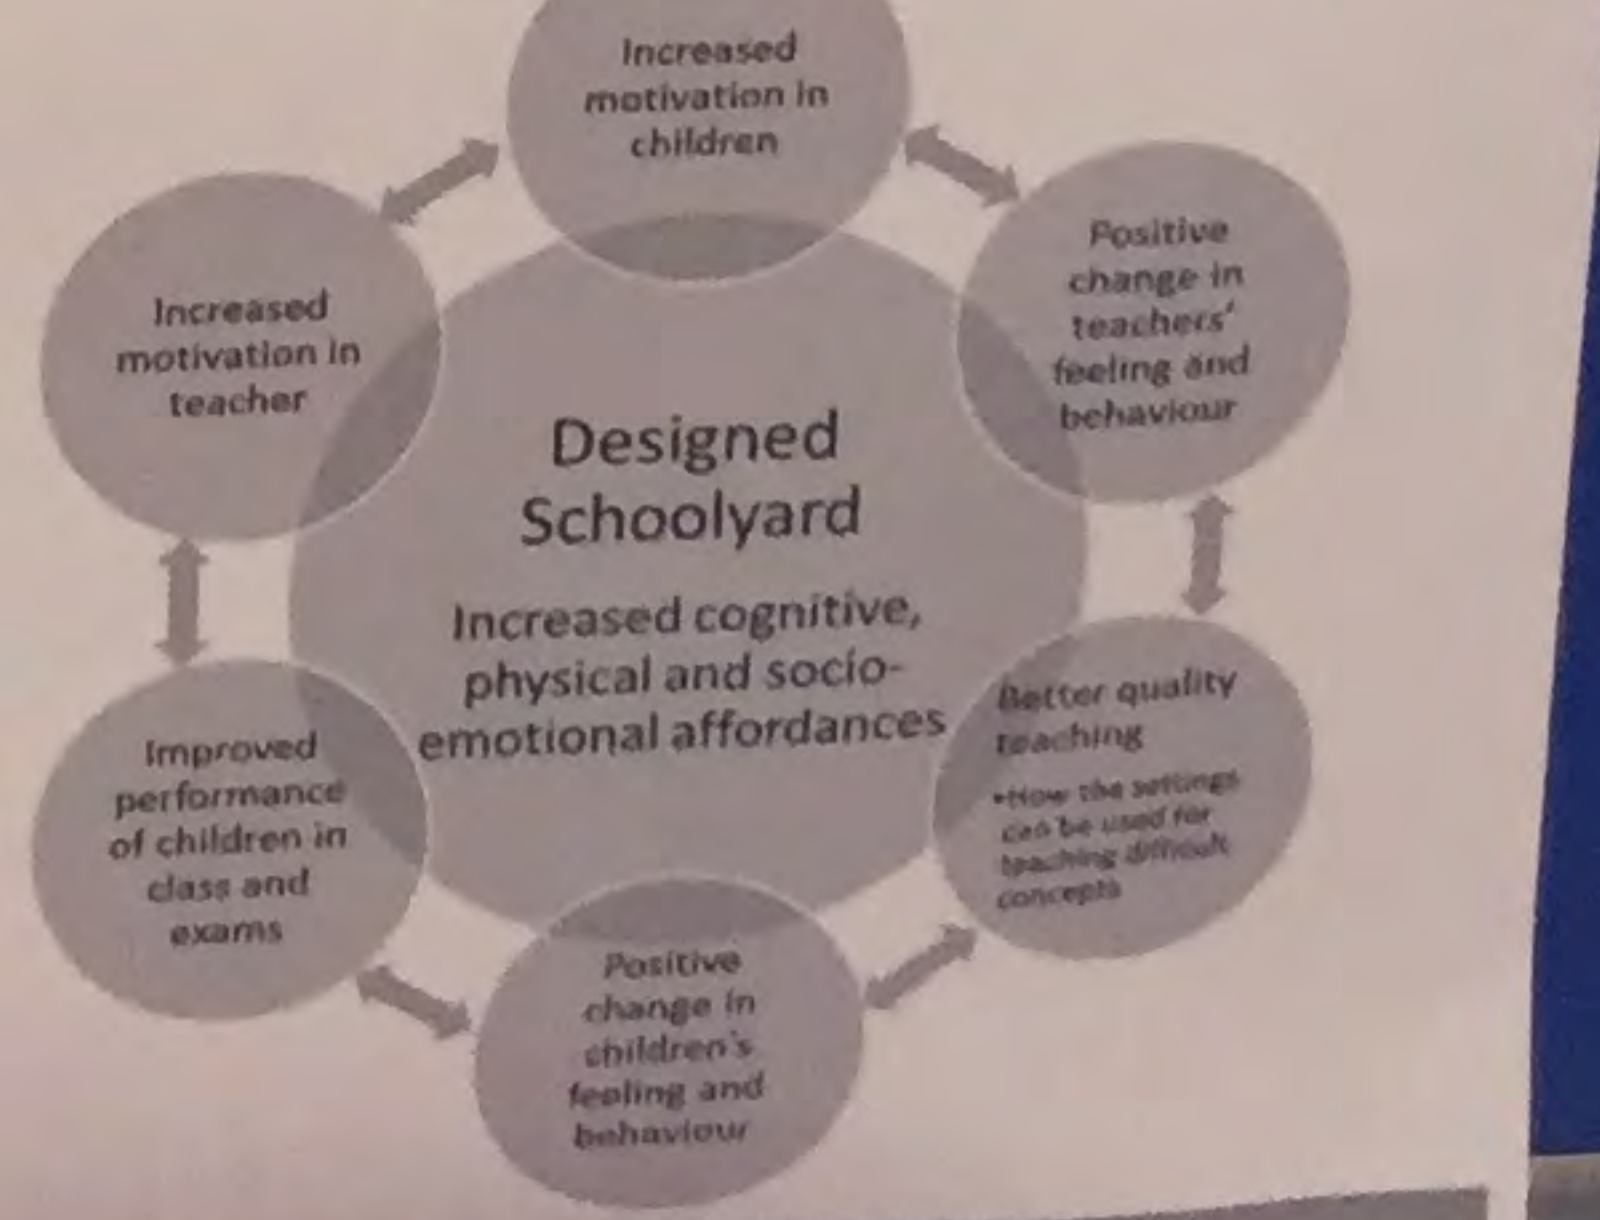 Increased
motivation in
children
Positive
change in
teachers'
feeling and
behaviour
Increased
motivation in
teacher
Designed
Schoolyard
Increased cognitive,
physical and socio-
emotional affordances
Better quality
teaching
•How the settings
can be used for
teaching difficult
concepts
Improved
performance
of children in
class and
exams
Positive
change in
children's
feeling and
behaviour